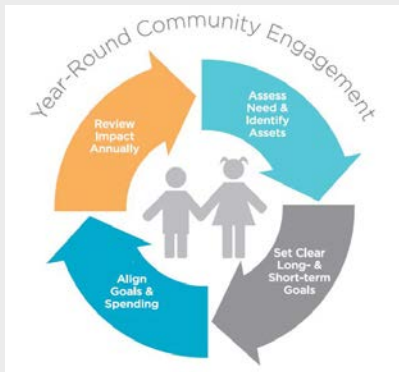 Year-Round Community Engagement
Assess
Need &
Identify
Assets
Set Clear
Long- &
Short-term
Goals
Align
Goals &
Spending
Review
Impact
Annually